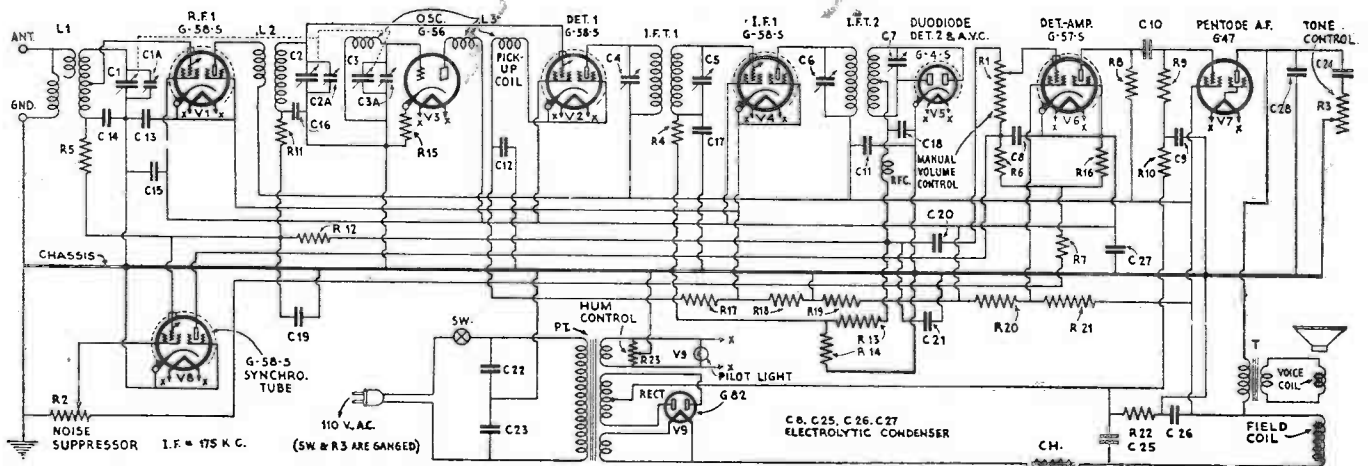 ANT.
GND.
L1
C1
C1A
R.F.1
G-58-S
V1
X X
C14
C13
C15
R5
L2
C2
C2A
C16
R11
OSC.
G-56
C3
C3A
V3
X X
R15
L3
PICK-
UP
COIL
C12
DET.1
G-58-S
V2
X X
C4
I.F.T.1
C5
R4
C17
I.F.1
G-58-S
V4
X X
C6
I.F.T.2
C7
C11
C18
RFC.
DUODIODE
DET.2 & A.V.C.
G-4-S
V5
X X
R1
MANUAL
VOLUME
CONTROL
C8
R6
DET.-AMP.
G-57-S
V6
X X
R16
R8
C10
R9
R10
C9
PENTODE A.F.
G-47
V7
X X
C28
TONE
CONTROL
C24
R3
R12
C20
R7
C27
CHASSIS
C19
G-58-S
SYNCHRO.
TUBE
V8
X X
R2
NOISE
SUPPRESSOR
I.F. = 175 K C.
SW.
110 V. A.C.
(SW. & R3 ARE GANGED)
C22
C23
P.T.
HUM
CONTROL
R23
V9
X
X
PILOT LIGHT
RECT
G82
V9
R17
R18
R19
R13
R14
C21
R20
R21
C8, C25, C26, C27
ELECTROLYTIC CONDENSER
CH.
R22
C25
C26
T
VOICE
COIL
FIELD
COIL